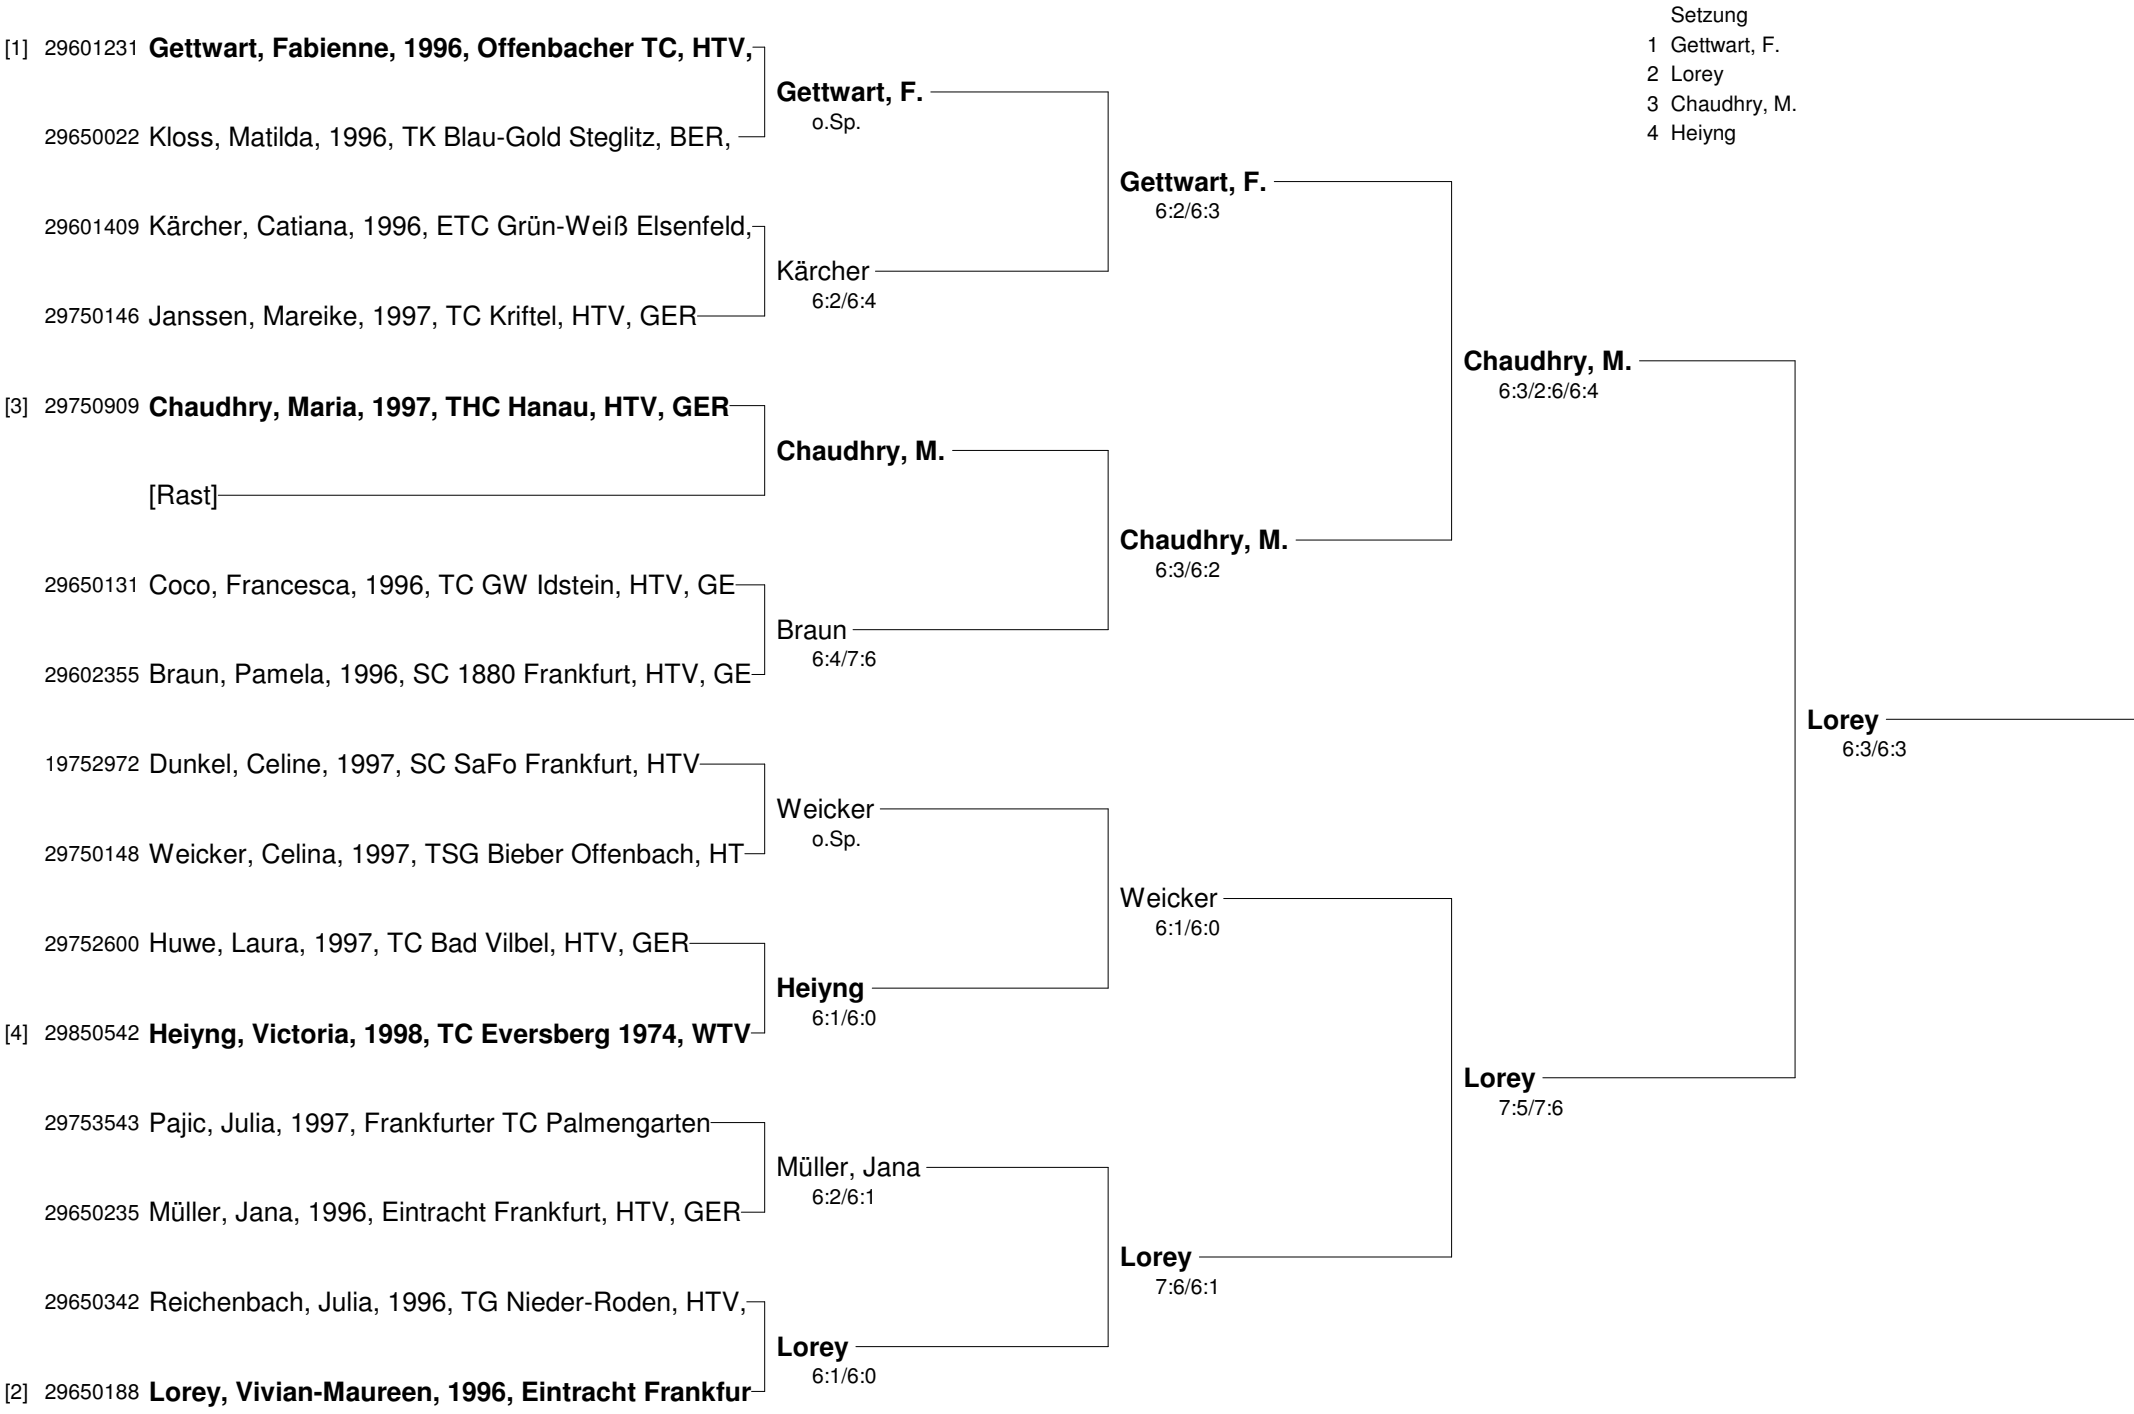 Setzung
1 Gettwart, F.
2 Lorey
3 Chaudhry, M.
4 Heiyng
[1] 29601231 Gettwart, Fabienne, 1996, Offenbacher TC, HTV,
Gettwart, F.
o.Sp.
29650022 Kloss, Matilda, 1996, TK Blau-Gold Steglitz, BER,
Gettwart, F.
6:2/6:3
29601409 Kärcher, Catiana, 1996, ETC Grün-Weiß Elsenfeld,
Kärcher
6:2/6:4
29750146 Janssen, Mareike, 1997, TC Kriftel, HTV, GER
Chaudhry, M.
6:3/2:6/6:4
[3] 29750909 Chaudhry, Maria, 1997, THC Hanau, HTV, GER
Chaudhry, M.
[Rast]
Chaudhry, M.
6:3/6:2
29650131 Coco, Francesca, 1996, TC GW Idstein, HTV, GE
Braun
6:4/7:6
29602355 Braun, Pamela, 1996, SC 1880 Frankfurt, HTV, GE
Lorey
6:3/6:3
19752972 Dunkel, Celine, 1997, SC SaFo Frankfurt, HTV
Weicker
o.Sp.
29750148 Weicker, Celina, 1997, TSG Bieber Offenbach, HT
Weicker
6:1/6:0
29752600 Huwe, Laura, 1997, TC Bad Vilbel, HTV, GER
Heiyng
6:1/6:0
[4] 29850542 Heiyng, Victoria, 1998, TC Eversberg 1974, WTV
Lorey
7:5/7:6
29753543 Pajic, Julia, 1997, Frankfurter TC Palmengarten
Müller, Jana
6:2/6:1
29650235 Müller, Jana, 1996, Eintracht Frankfurt, HTV, GER
Lorey
7:6/6:1
29650342 Reichenbach, Julia, 1996, TG Nieder-Roden, HTV,
Lorey
6:1/6:0
[2] 29650188 Lorey, Vivian-Maureen, 1996, Eintracht Frankfur